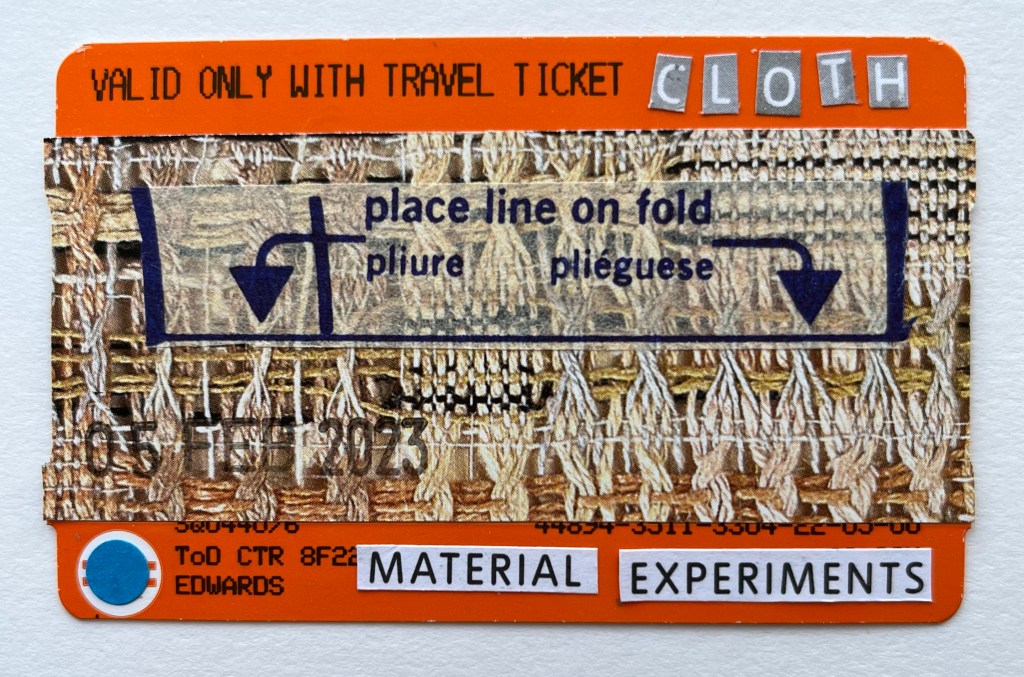 VALID ONLY WITH TRAVEL TICKET CLOTH
place line on fold
pliure pliéguese
05 FEB 2023
ToD CTR 8F22
EDWARDS
MATERIAL EXPERIMENTS